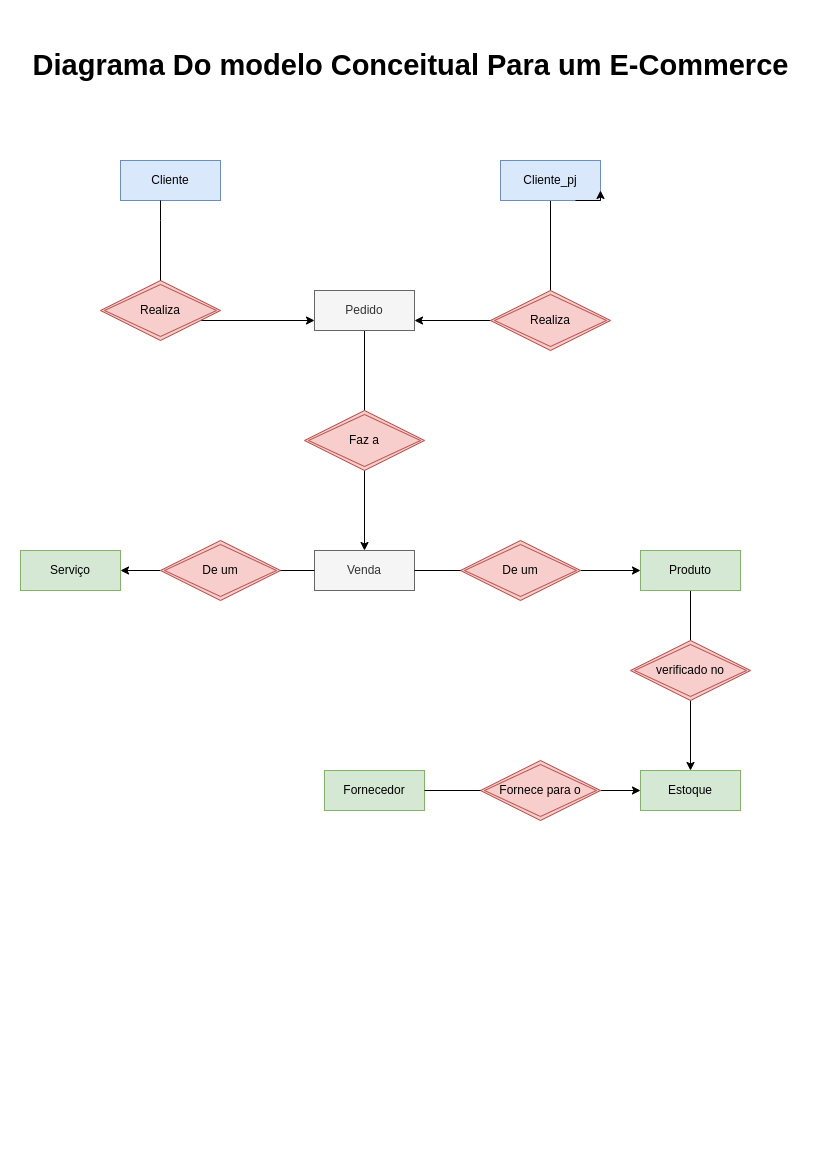 Diagrama Do modelo Conceitual Para um E-Commerce
Cliente
Cliente_pj
Realiza
Pedido
Realiza
Faz a
Serviço
De um
Venda
De um
Produto
verificado no
Fornecedor
Fornece para o
Estoque